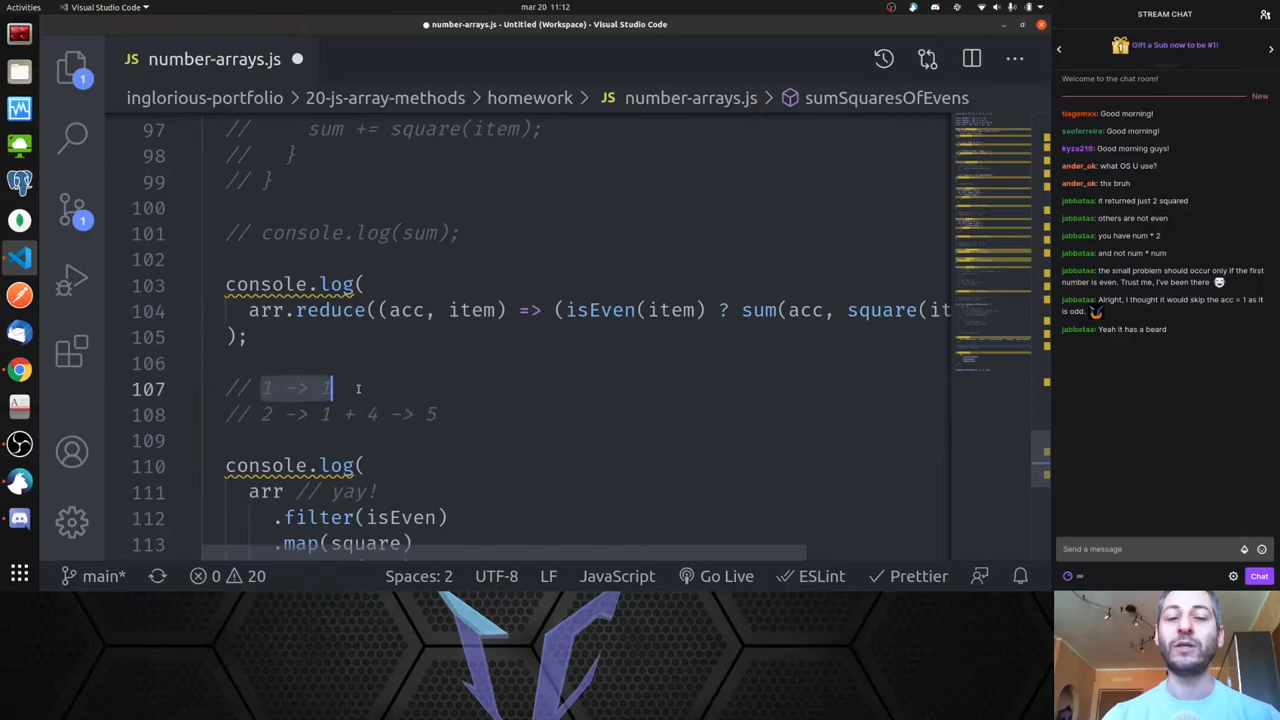 Activities
Visual Studio Code
mar 20 11:12
● number-arrays.js - Untitled (Workspace) - Visual Studio Code
JS number-arrays.js
inglorious-portfolio > 20-js-array-methods > homework > JS number-arrays.js > sumSquaresOfEvens
97 // sum += square(item);
98 // }
99 // }
100
101 // console.log(sum);
102
103 console.log(
104 arr.reduce((acc, item) => (isEven(item) ? sum(acc, square(it
105 );
106
107 // 1 -> 1
108 // 2 -> 1 + 4 -> 5
109
110 console.log(
111 arr // yay!
112 .filter(isEven)
113 .map(square)
1
1
main* 0 20 Spaces: 2 UTF-8 LF JavaScript Go Live ESLint Prettier
STREAM CHAT
Gift a Sub now to be #1!
Welcome to the chat room!
New
tiagomxx: Good morning!
saoferreira: Good morning!
kyza219: Good morning guys!
ander_ok: what OS U use?
ander_ok: thx bruh
jabbataa: it returned just 2 squared
jabbataa: others are not even
jabbataa: you have num * 2
jabbataa: and not num * num
jabbataa: the small problem should occur only if the first
number is even. Trust me, I've been there
jabbataa: Alright, I thought it would skip the acc = 1 as it
is odd.
jabbataa: Yeah it has a beard
Send a message
∞
Chat